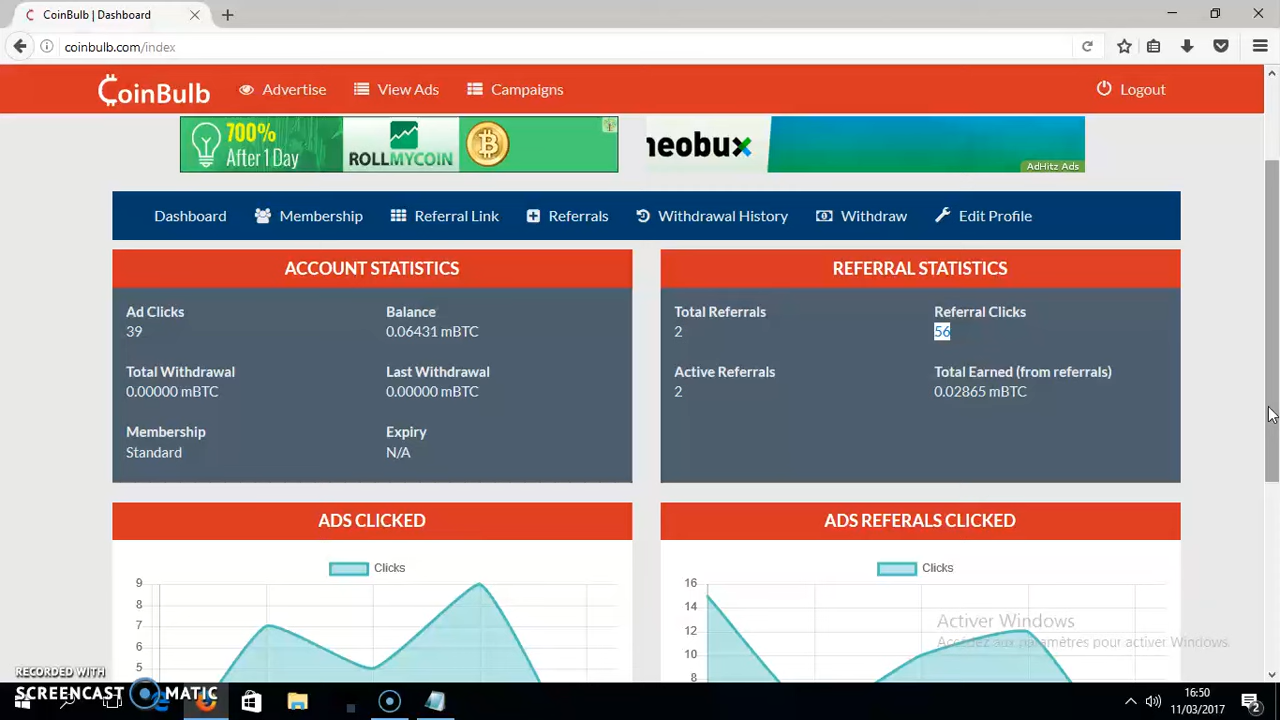 CoinBulb | Dashboard
coinbulb.com/index
CoinBulb Advertise View Ads Campaigns Logout
700%
After 1 Day
ROLLMYCOIN
neobux
AdHitz Ads
Dashboard Membership Referral Link Referrals Withdrawal History Withdraw Edit Profile
ACCOUNT STATISTICS
Ad Clicks Balance
39 0.06431 mBTC
Total Withdrawal Last Withdrawal
0.00000 mBTC 0.00000 mBTC
Membership Expiry
Standard N/A
REFERRAL STATISTICS
Total Referrals Referral Clicks
2 56
Active Referrals Total Earned (from referrals)
2 0.02865 mBTC
ADS CLICKED
Clicks
9
8
7
6
5
ADS REFERALS CLICKED
Clicks
16
14
12
10
8
Activer Windows
Accédez aux paramètres pour activer Windows.
RECORDED WITH
SCREENCAST MATIC
16:50
11/03/2017
2